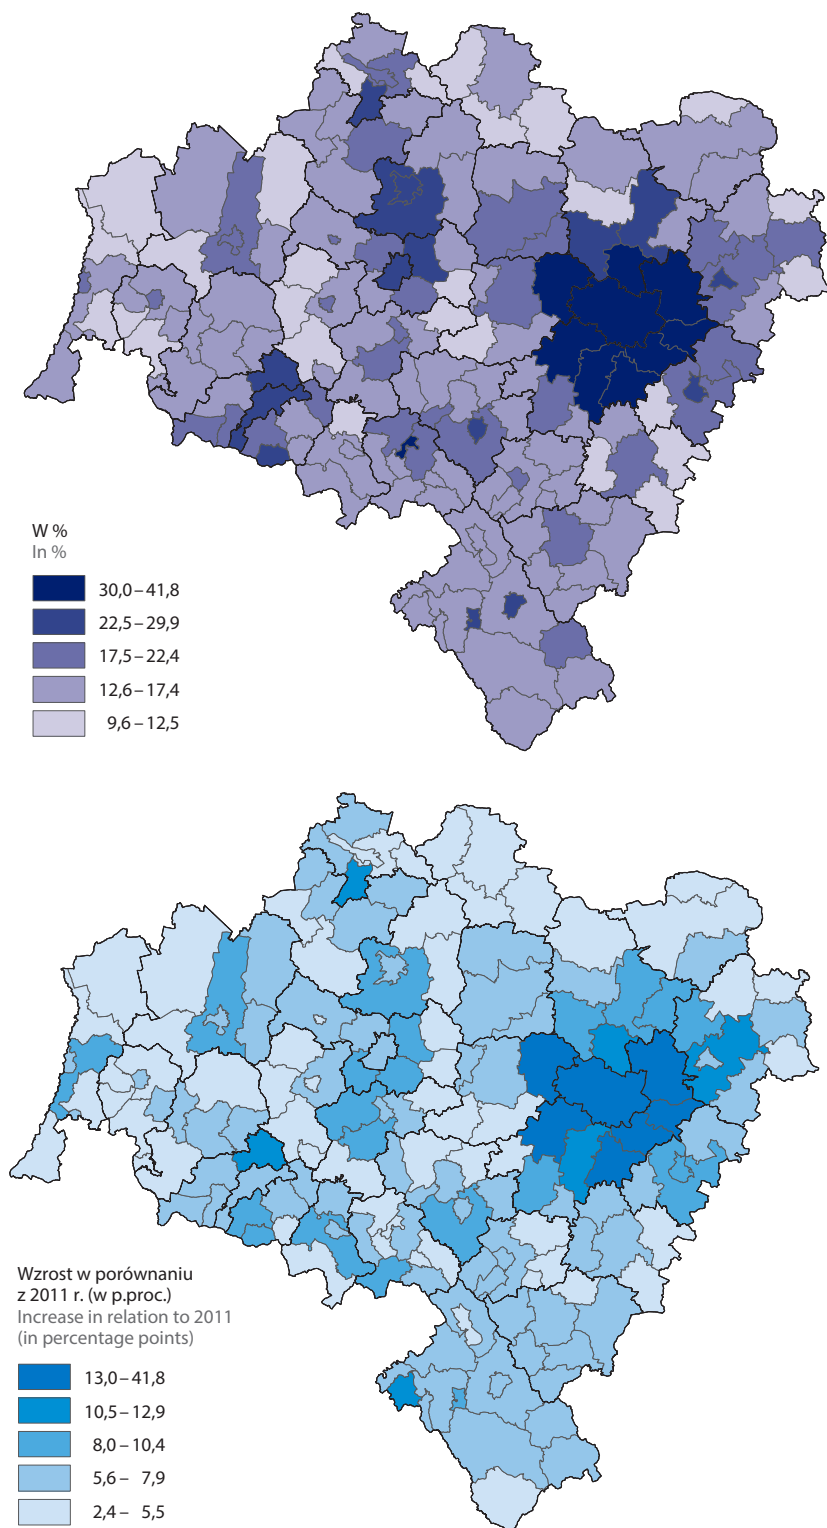 W %
In %
30,0–41,8
22,5–29,9
17,5–22,4
12,6–17,4
9,6–12,5
Wzrost w porównaniu
z 2011 r. (w p.proc.)
Increase in relation to 2011
(in percentage points)
13,0–41,8
10,5–12,9
8,0–10,4
5,6– 7,9
2,4– 5,5